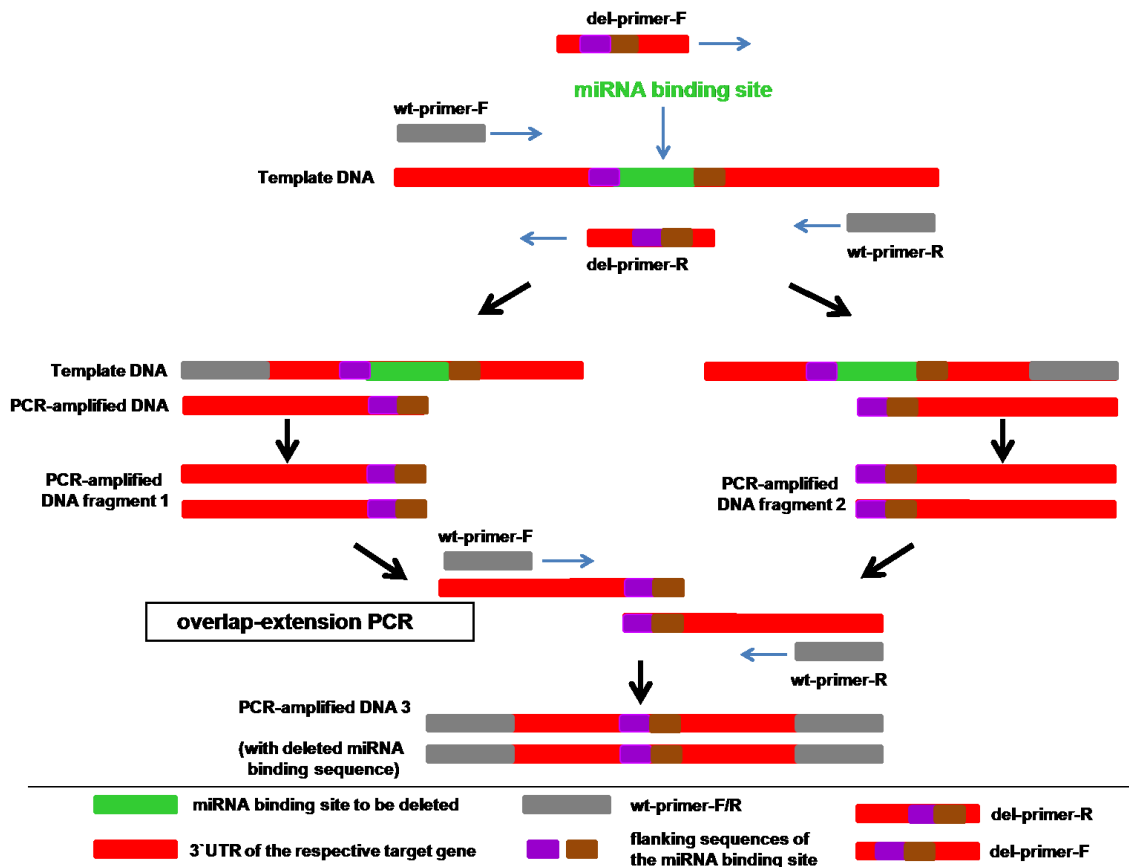 del-primer-F
miRNA binding site
wt-primer-F
Template DNA
del-primer-R
wt-primer-R
Template DNA
PCR-amplified DNA
PCR-amplified
DNA fragment 1
PCR-amplified
DNA fragment 2
wt-primer-F
overlap-extension PCR
wt-primer-R
PCR-amplified DNA 3
(with deleted miRNA
binding sequence)
miRNA binding site to be deleted
wt-primer-F/R
del-primer-R
3`UTR of the respective target gene
flanking sequences of
the miRNA binding site
del-primer-F